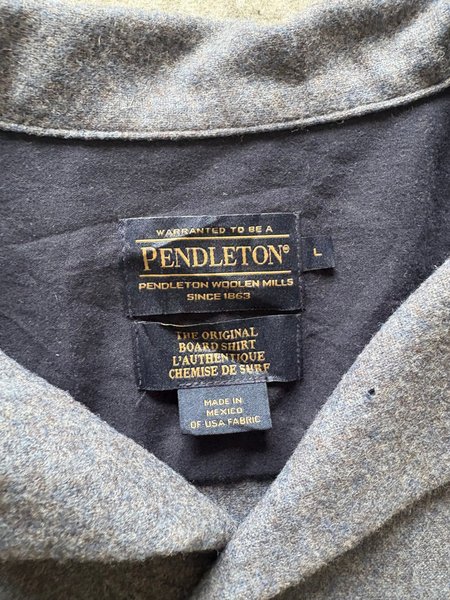 WARRANTED TO BE A
PENDLETON®
PENDLETON WOOLEN MILLS
SINCE 1863
L
THE ORIGINAL
BOARD SHIRT
L'AUTHENTIQUE
CHEMISE DE SURF
MADE IN
MEXICO
OF USA FABRIC